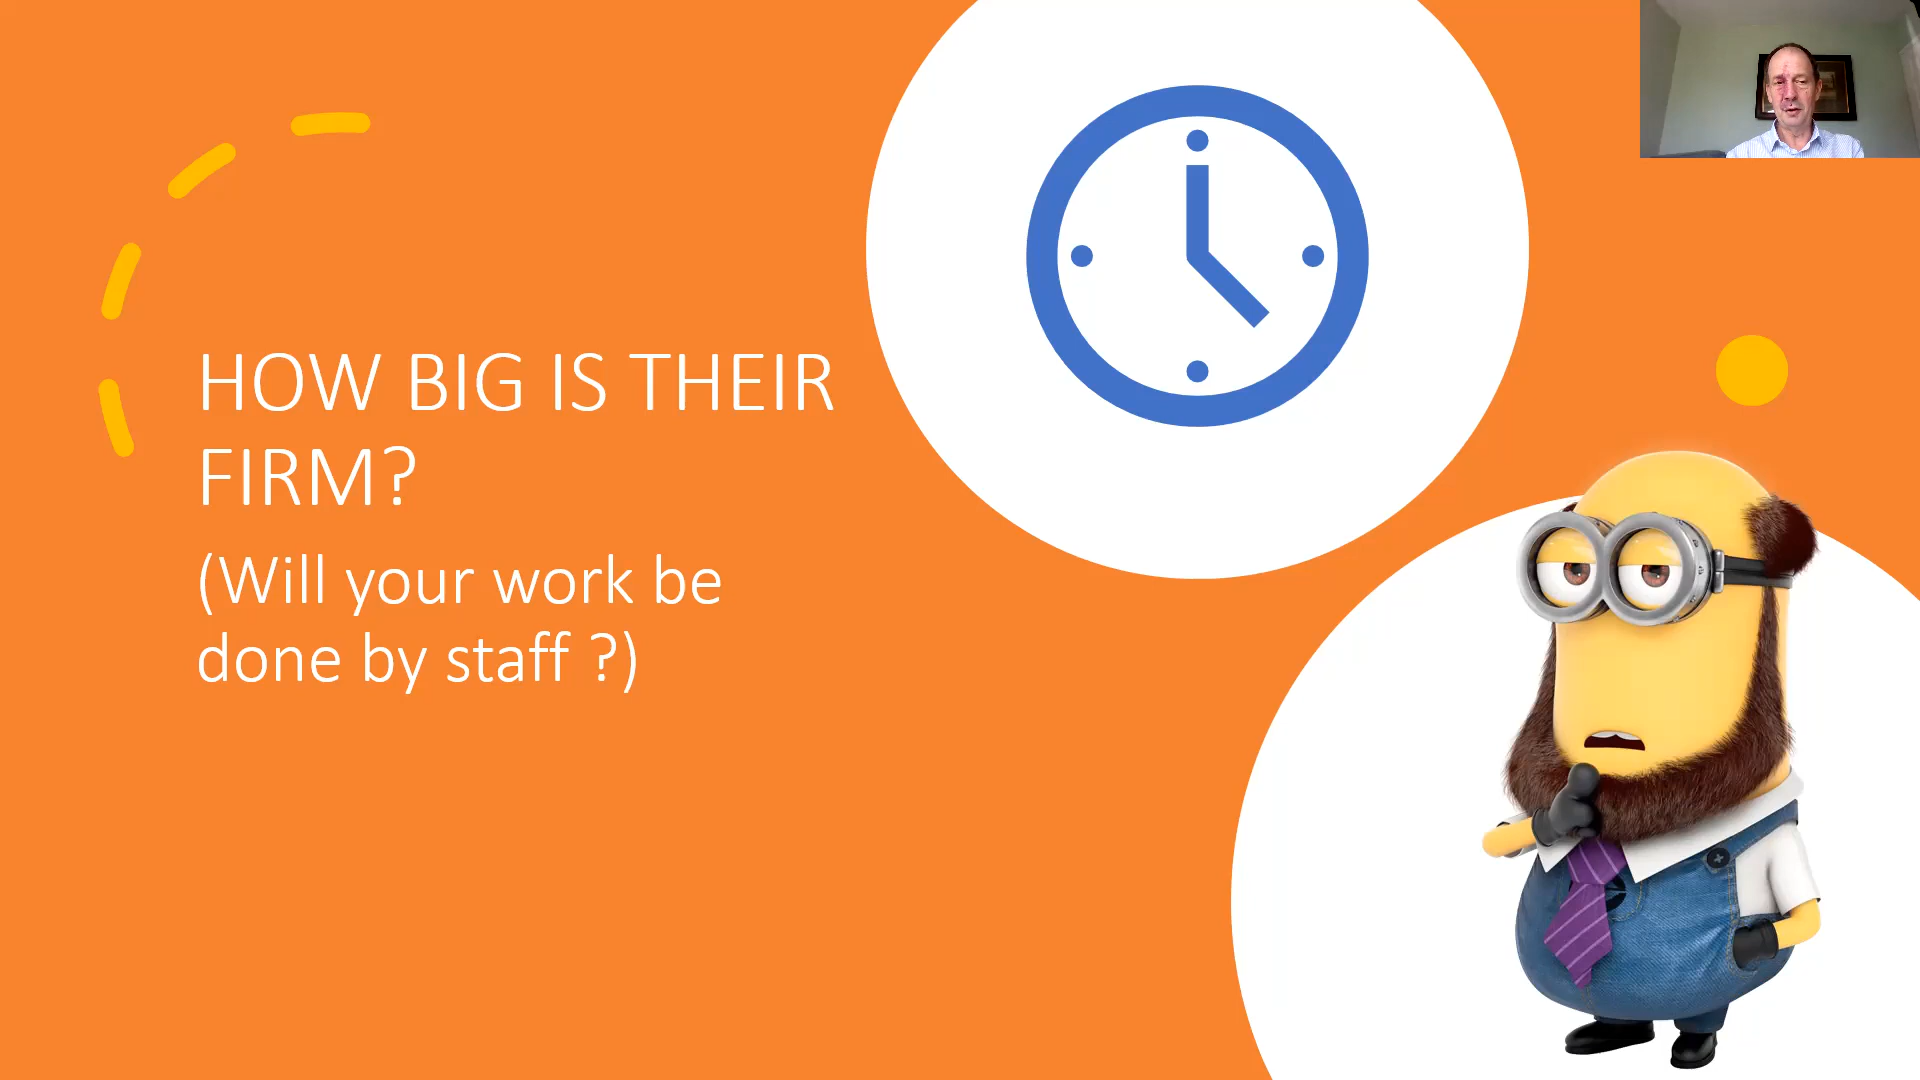 HOW BIG IS THEIR
FIRM?
(Will your work be
done by staff ?)